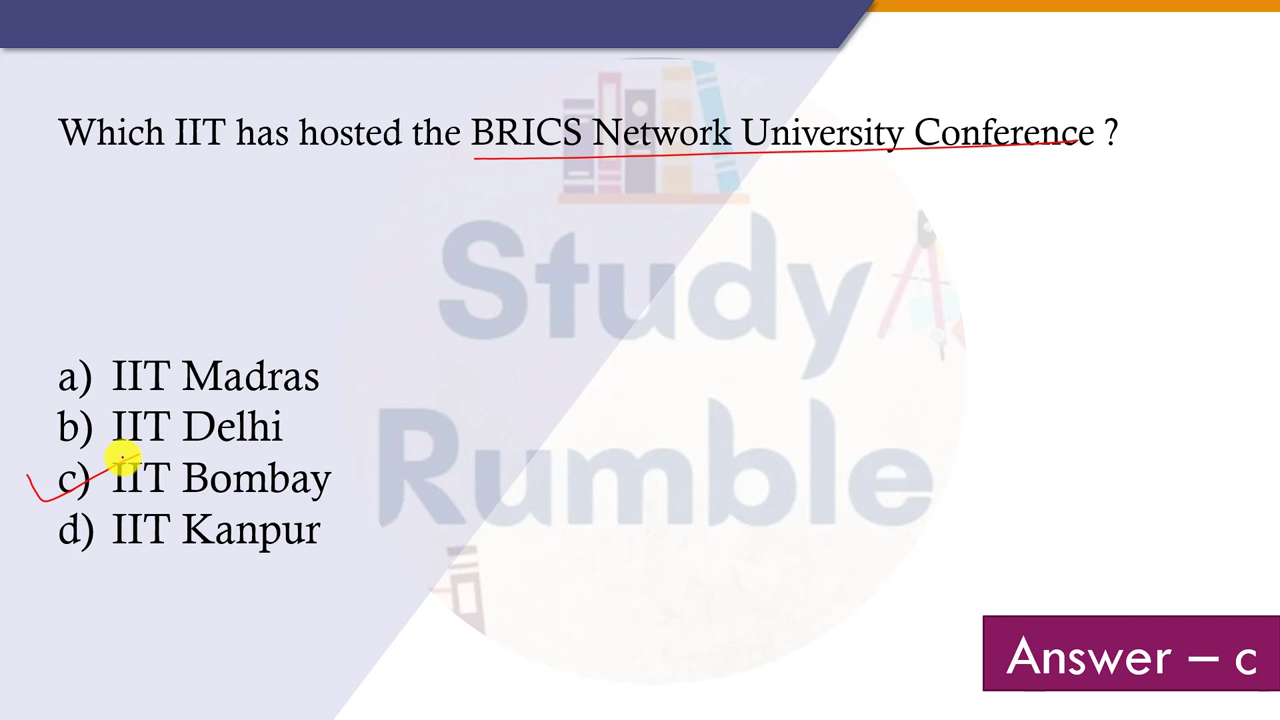 Which IIT has hosted the BRICS Network University Conference ?
Study
Rumble
a) IIT Madras
b) IIT Delhi
c) IIT Bombay
d) IIT Kanpur
Answer – c